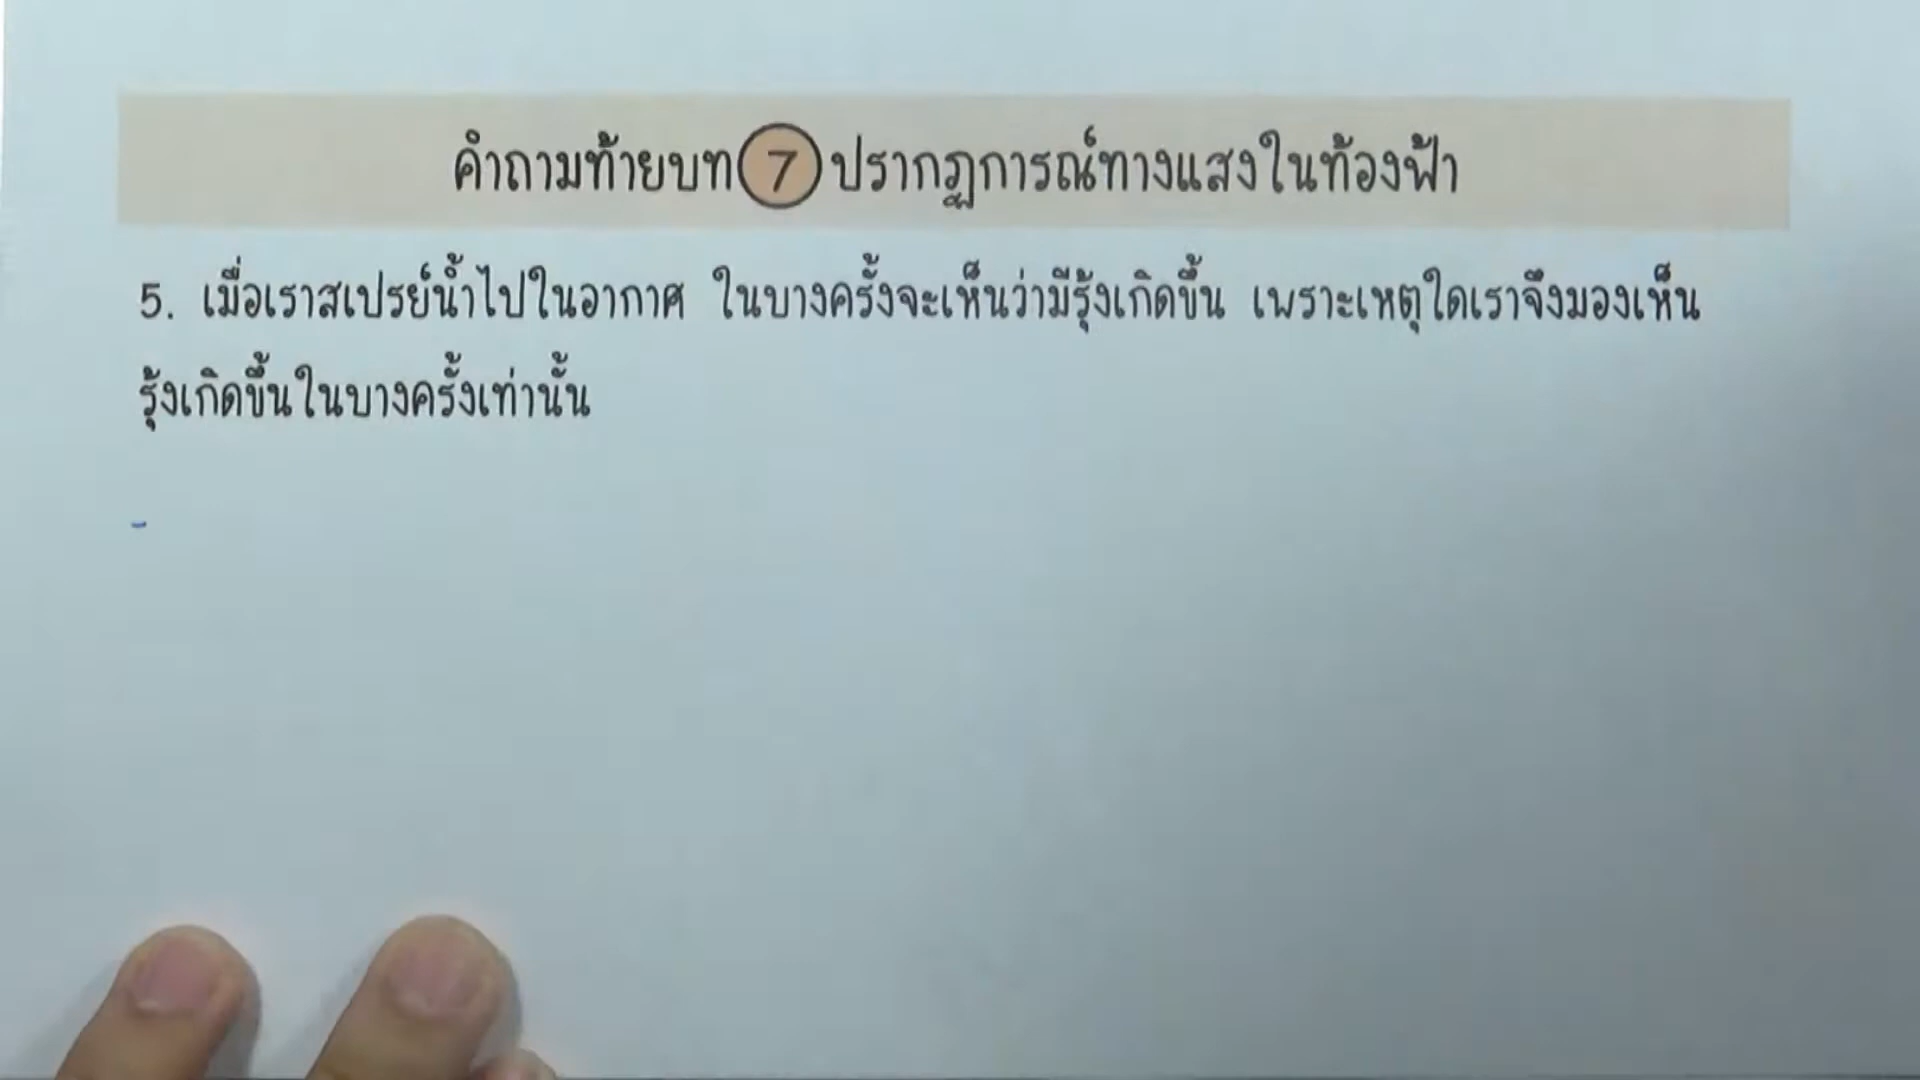 คำถามท้ายบท 7 ปรากฏการณ์ทางแสงในท้องฟ้า
5. เมื่อเราสเปรย์น้ำไปในอากาศ ในบางครั้งจะเห็นว่ามีรุ้งเกิดขึ้น เพราะเหตุใดเราจึงมองเห็น
รุ้งเกิดขึ้นในบางครั้งเท่านั้น
-